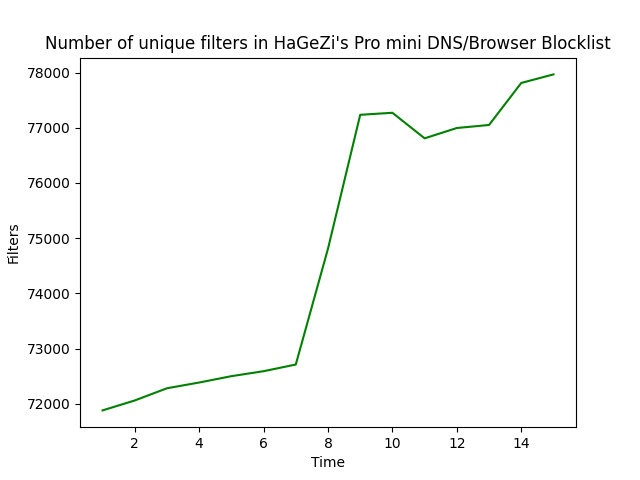 Number of unique filters in HaGeZi's Pro mini DNS/Browser Blocklist
78000
77000
76000
75000
74000
73000
72000
Filters
2 4 6 8 10 12 14
Time